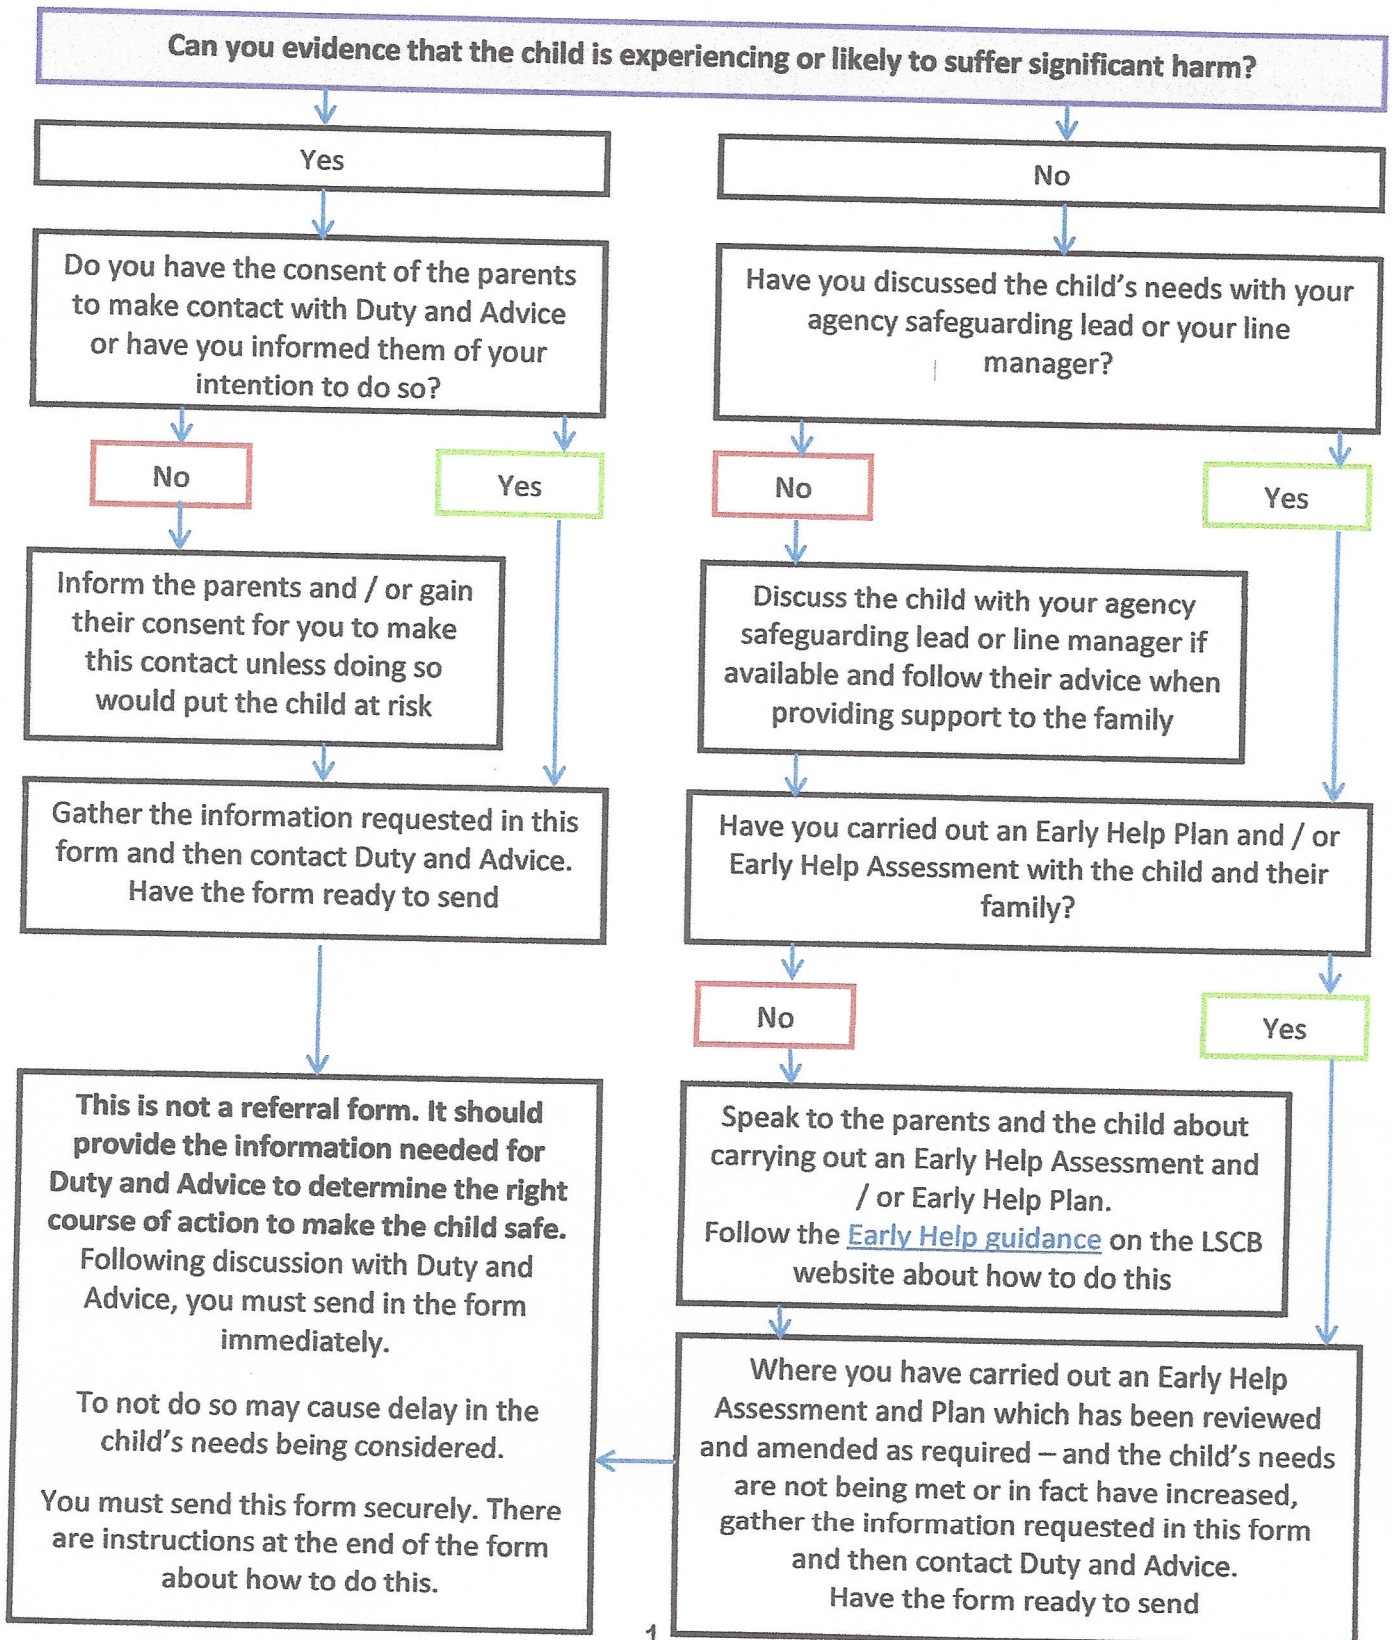 Can you evidence that the child is experiencing or likely to suffer significant harm?
Yes
No
Do you have the consent of the parents
to make contact with Duty and Advice
or have you informed them of your
intention to do so?
Have you discussed the child's needs with your
agency safeguarding lead or your line
manager?
No
Yes
No
Yes
Inform the parents and / or gain
their consent for you to make
this contact unless doing so
would put the child at risk
Discuss the child with your agency
safeguarding lead or line manager if
available and follow their advice when
providing support to the family
Gather the information requested in this
form and then contact Duty and Advice.
Have the form ready to send
Have you carried out an Early Help Plan and / or
Early Help Assessment with the child and their
family?
No
Yes
This is not a referral form. It should
provide the information needed for
Duty and Advice to determine the right
course of action to make the child safe.
Following discussion with Duty and
Advice, you must send in the form
immediately.
To not do so may cause delay in the
child's needs being considered.
You must send this form securely. There
are instructions at the end of the form
about how to do this.
Speak to the parents and the child about
carrying out an Early Help Assessment and
/ or Early Help Plan.
Follow the Early Help guidance on the LSCB
website about how to do this
Where you have carried out an Early Help
Assessment and Plan which has been reviewed
and amended as required – and the child's needs
are not being met or in fact have increased,
gather the information requested in this form
and then contact Duty and Advice.
Have the form ready to send
1